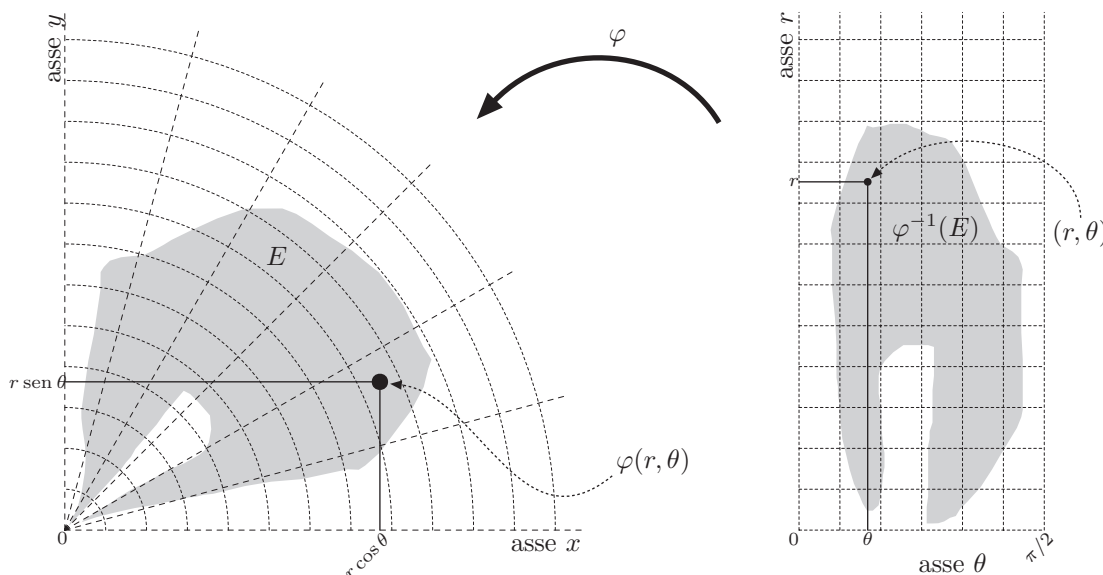 asse y
φ
E
r sen θ
φ(r, θ)
0
r cos θ
asse x
asse r
r
φ⁻¹(E)
(r, θ)
0
θ
π/2
asse θ